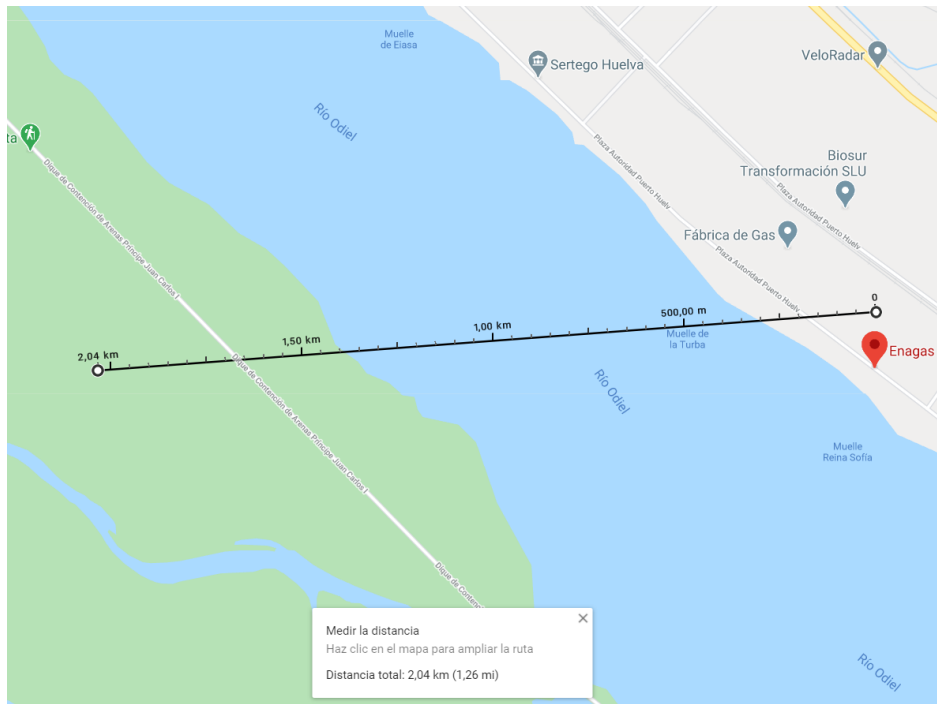 Muelle
de Eiasa
Sertego Huelva
VeloRadar
Río Odiel
ta
Plaza Autoridad Puerto Huelv
Biosur
Transformación SLU
Plaza Autoridad Puerto Huelv
Dique de Contención de Arenas Príncipe Juan Carlos I
Fábrica de Gas
Plaza Autoridad Puerto Huelv
0
500,00 m
1,00 km
1,50 km
2,04 km
Muelle de
la Turba
Enagas
Dique de Contención de Arenas Príncipe Juan Carlos I
Río Odiel
Muelle
Reina Sofía
Dique de Contenci
Medir la distancia
Haz clic en el mapa para ampliar la ruta
Distancia total: 2,04 km (1,26 mi)
Río Odiel